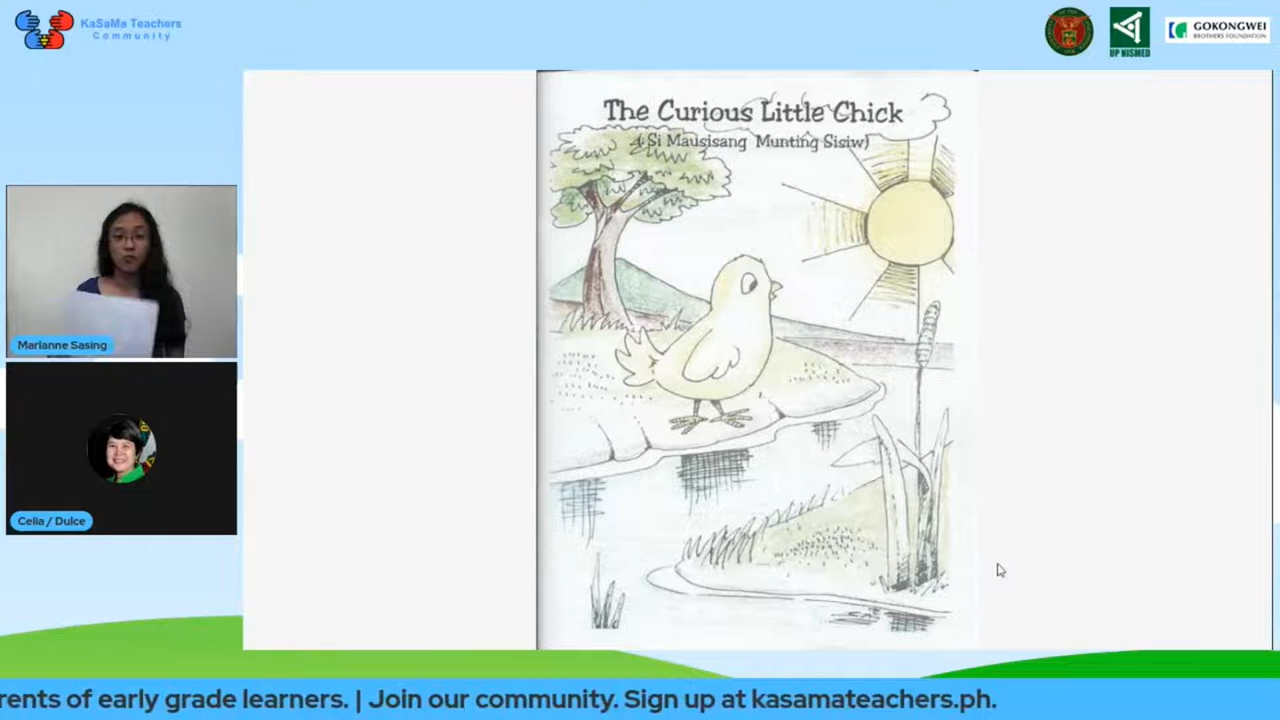 KaSaMa Teachers
Community
UP NISMED
GOKONGWEI
BROTHERS FOUNDATION
The Curious Little Chick
( Si Mausisang Munting Sisiw)
Marianne Sasing
Celia / Dulce
rents of early grade learners. | Join our community. Sign up at kasamateachers.ph.